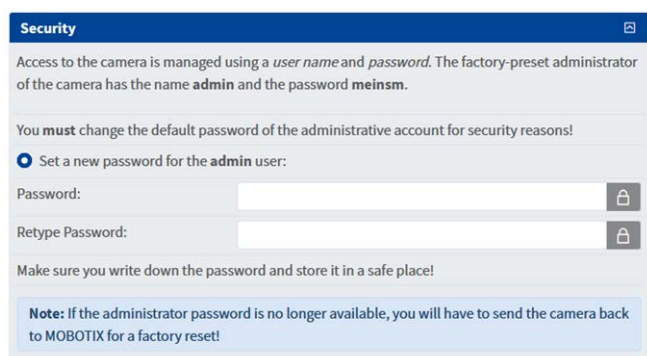 Security
Access to the camera is managed using a user name and password. The factory-preset administrator
of the camera has the name admin and the password meinsm.
You must change the default password of the administrative account for security reasons!
Set a new password for the admin user:
Password:
Retype Password:
Make sure you write down the password and store it in a safe place!
Note: If the administrator password is no longer available, you will have to send the camera back
to MOBOTIX for a factory reset!